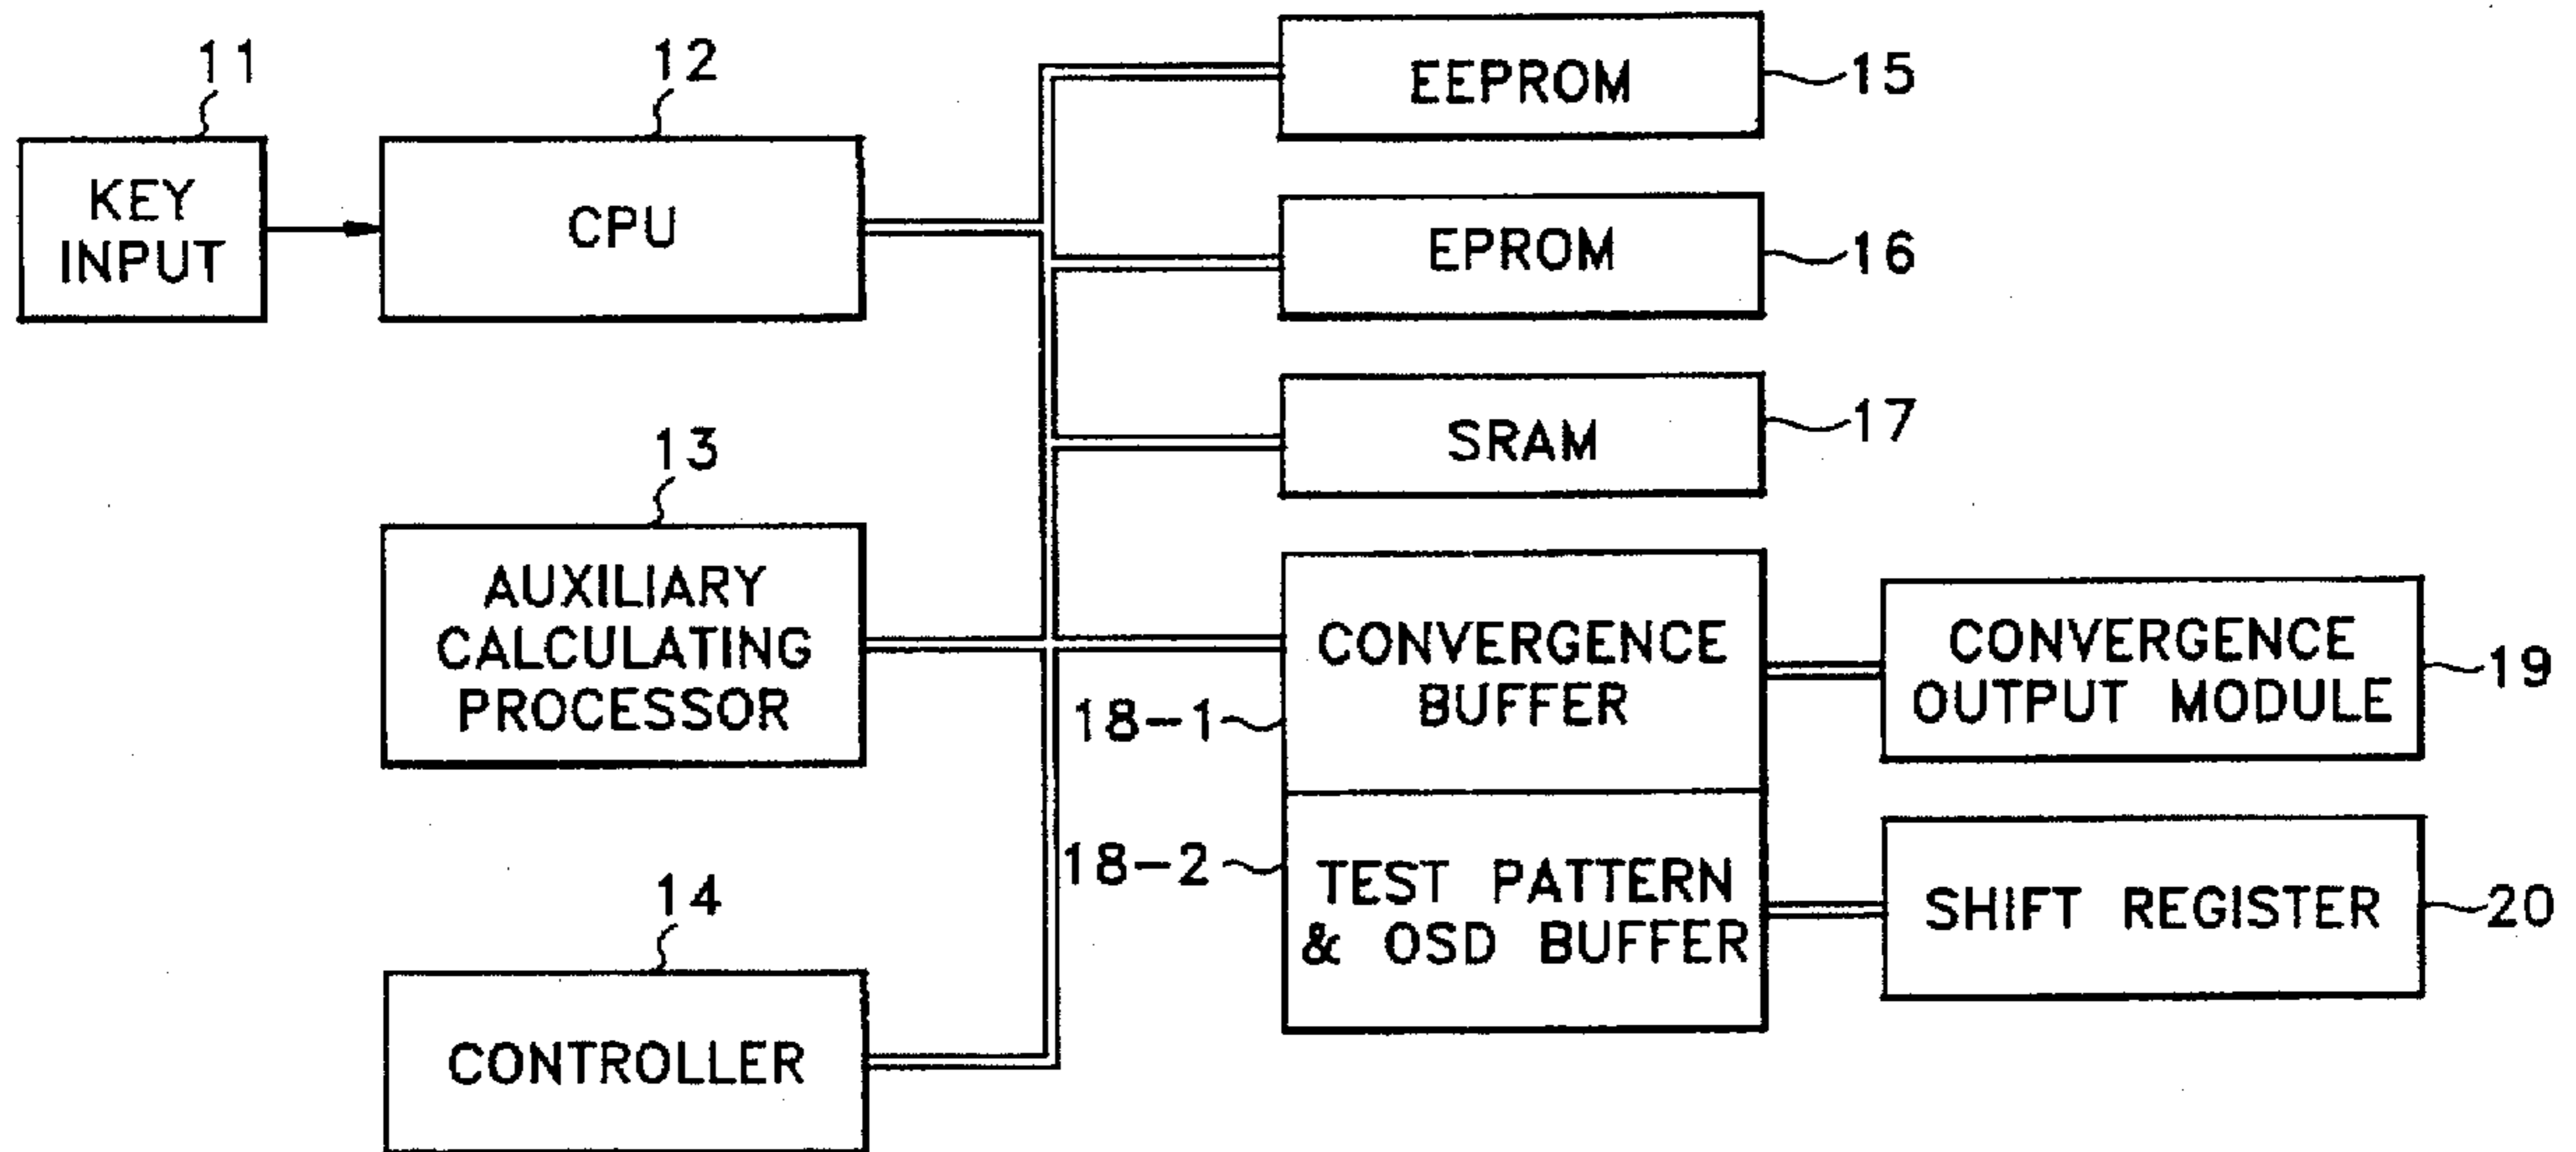 11
KEY
INPUT
12
CPU
13
AUXILIARY
CALCULATING
PROCESSOR
14
CONTROLLER
EEPROM
15
EPROM
16
SRAM
17
CONVERGENCE
BUFFER
18-1
TEST PATTERN
& OSD BUFFER
18-2
CONVERGENCE
OUTPUT MODULE
19
SHIFT REGISTER
20